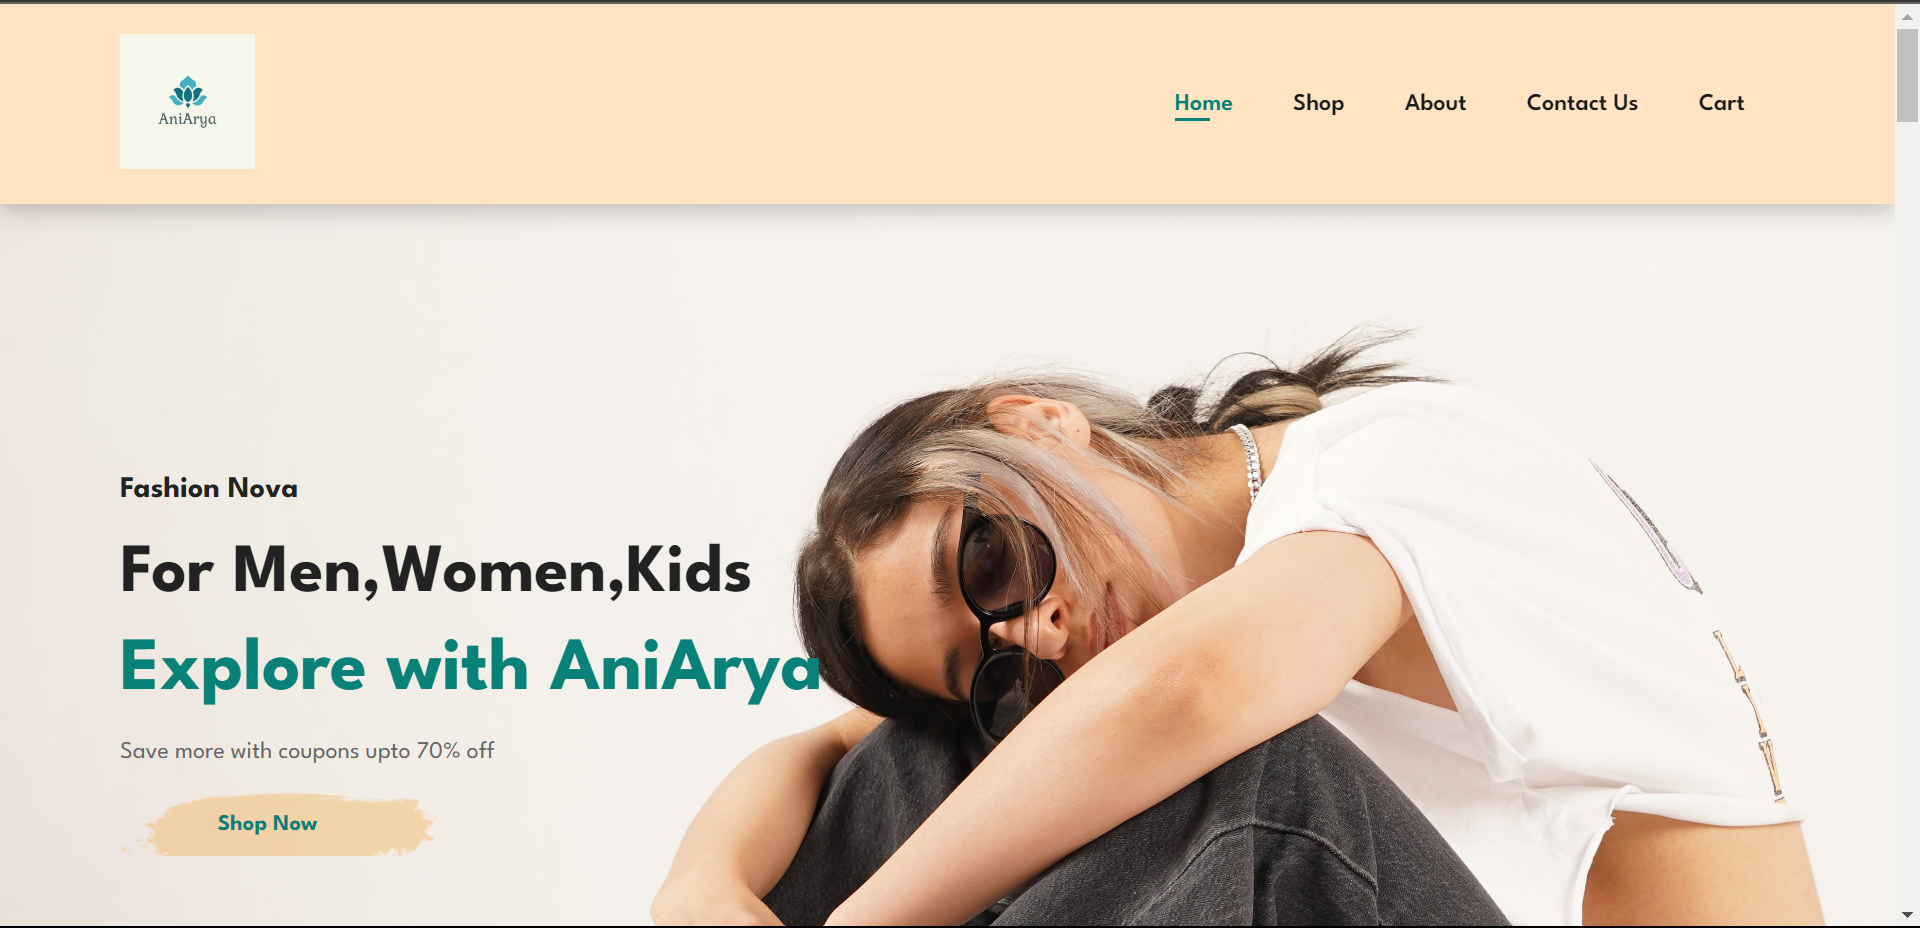 AniArya
Home Shop About Contact Us Cart
Fashion Nova
For Men,Women,Kids
Explore with AniArya
Save more with coupons upto 70% off
Shop Now